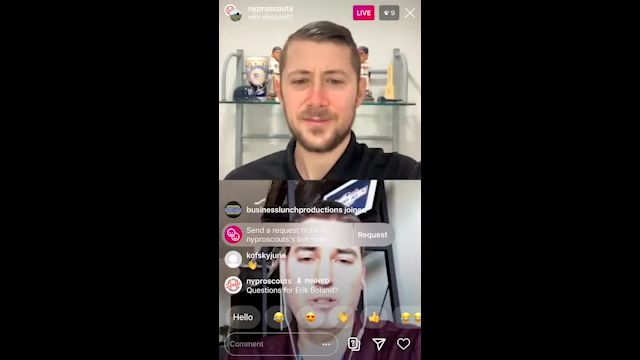 nyproscouts
with eboland11
LIVE
9
businesslunchproductions joined
Send a request to be in
nyproscouts's live video.
Request
kofskyjune
nyproscouts PINNED
Questions for Erik Boland?
Hello
Comment